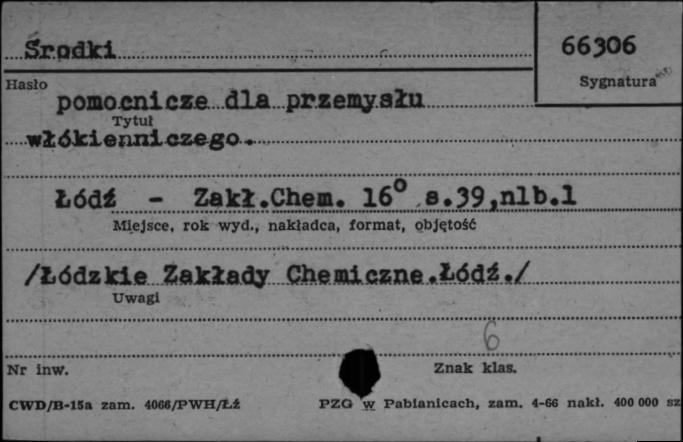 Srodki
66306
Hasło
Sygnatura
pomocnicze dla przemysłu
Tytuł
włókienniczego.
Łódź - Zakł.Chem. 16° s.39,nlb.1
Miejsce, rok wyd., nakładca, format, objętość
/Łódzkie Zakłady Chemiczne.Łódź./
Uwagi
6
Nr inw.
Znak klas.
CWD/B-15a zam. 4066/PWH/Łź
PZG w Pabianicach, zam. 4-66 nakł. 400 000 sz